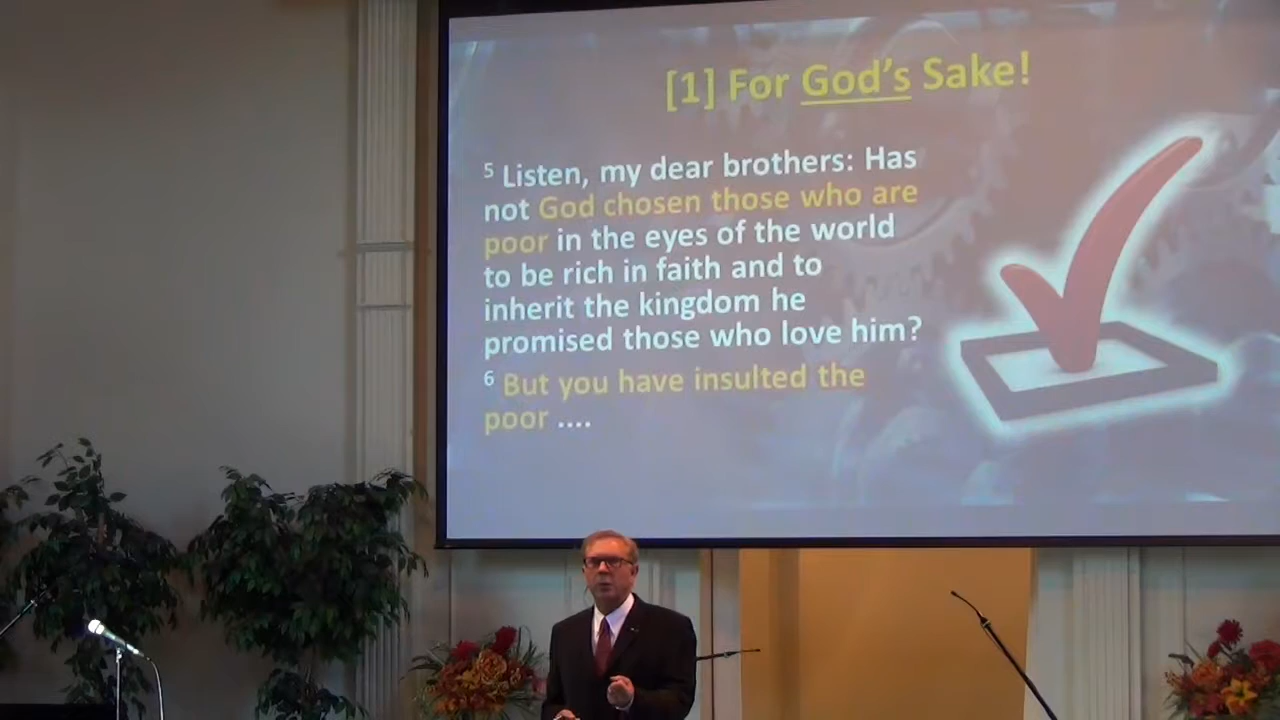 [1] For God's Sake!
5 Listen, my dear brothers: Has
not God chosen those who are
poor in the eyes of the world
to be rich in faith and to
inherit the kingdom he
promised those who love him?
6 But you have insulted the
poor ....